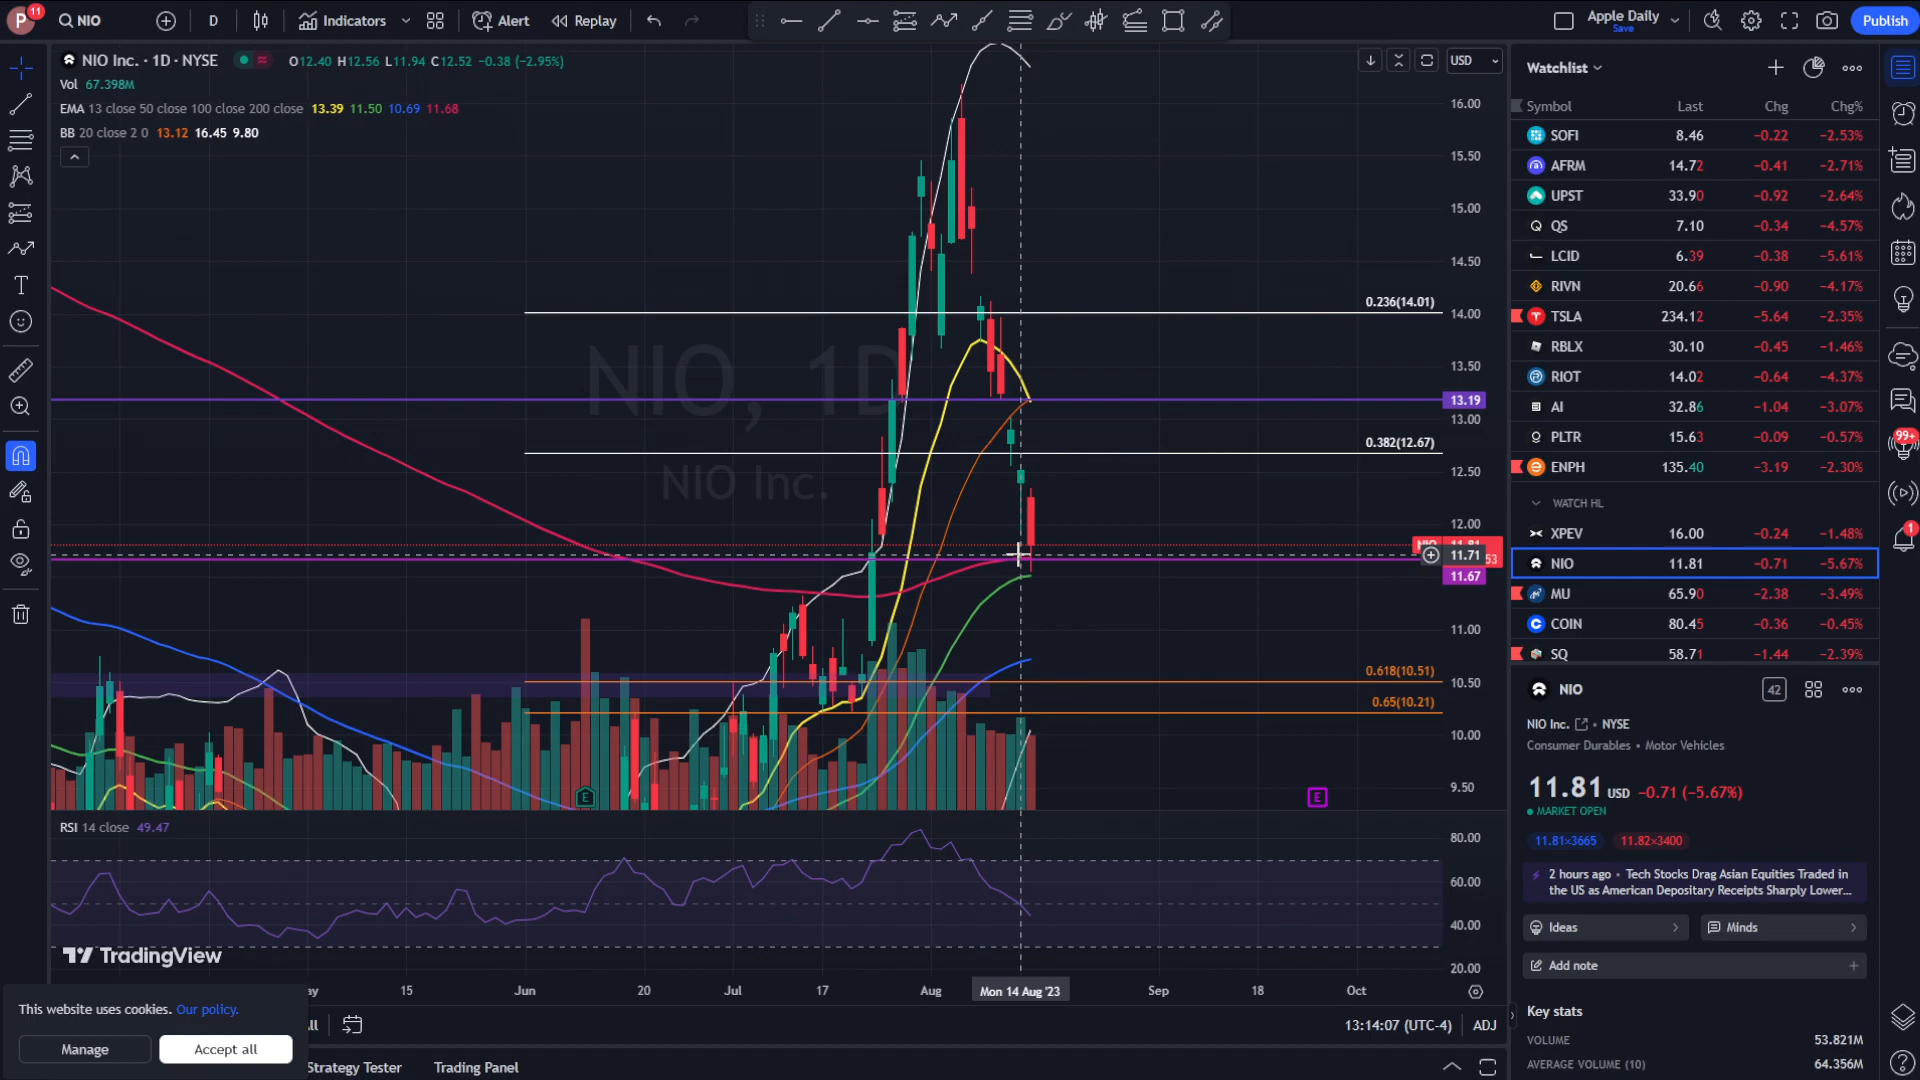 P
11
NIO
D
Indicators
Alert
Replay
Apple Daily
Save
Publish
NIO Inc. · 1D · NYSE
O12.40 H12.56 L11.94 C12.52 −0.38 (−2.95%)
USD
Vol 67.398M
EMA 13 close 50 close 100 close 200 close 13.39 11.50 10.69 11.68
BB 20 close 2 0 13.12 16.45 9.80
NIO, 1D
NIO Inc.
0.236(14.01)
0.382(12.67)
0.618(10.51)
0.65(10.21)
16.00
15.50
15.00
14.50
14.00
13.50
13.19
13.00
12.50
12.00
11.71
53
11.67
11.00
10.50
10.00
9.50
E
E
RSI 14 close 49.47
80.00
60.00
40.00
20.00
TradingView
15
Jun
20
Jul
17
Aug
Mon 14 Aug '23
Sep
18
Oct
This website uses cookies. Our policy.
Manage
Accept all
13:14:07 (UTC-4)
ADJ
Strategy Tester
Trading Panel
Watchlist
Symbol Last Chg Chg%
SOFI 8.46 −0.22 −2.53%
AFRM 14.72 −0.41 −2.71%
UPST 33.90 −0.92 −2.64%
QS 7.10 −0.34 −4.57%
LCID 6.39 −0.38 −5.61%
RIVN 20.66 −0.90 −4.17%
TSLA 234.12 −5.64 −2.35%
RBLX 30.10 −0.45 −1.46%
RIOT 14.02 −0.64 −4.37%
AI 32.86 −1.04 −3.07%
PLTR 15.63 −0.09 −0.57%
ENPH 135.40 −3.19 −2.30%
WATCH HL
XPEV 16.00 −0.24 −1.48%
NIO 11.81 −0.71 −5.67%
MU 65.90 −2.38 −3.49%
COIN 80.45 −0.36 −0.45%
SQ 58.71 −1.44 −2.39%
NIO
42
NIO Inc. • NYSE
Consumer Durables • Motor Vehicles
11.81 USD −0.71 (−5.67%)
MARKET OPEN
11.81×3665 11.82×3400
2 hours ago • Tech Stocks Drag Asian Equities Traded in
the US as American Depositary Receipts Sharply Lower...
Ideas
Minds
Add note
Key stats
VOLUME 53.821M
AVERAGE VOLUME (10) 64.356M
99+
1